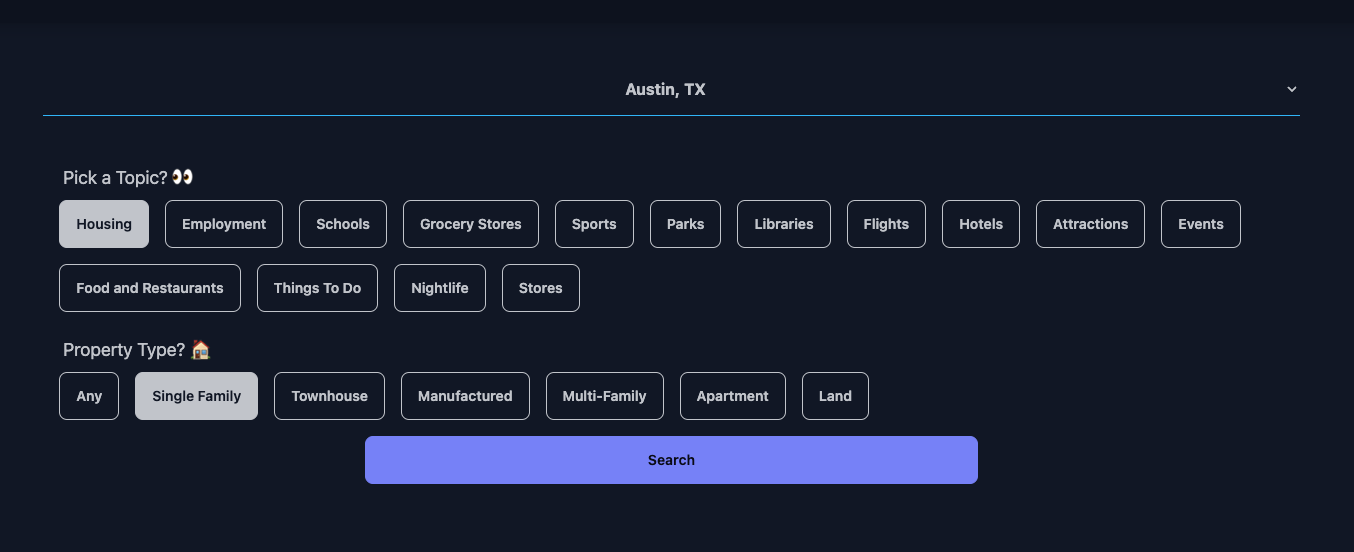 Austin, TX
Pick a Topic? 👀
Housing Employment Schools Grocery Stores Sports Parks Libraries Flights Hotels Attractions Events
Food and Restaurants Things To Do Nightlife Stores
Property Type? 🏠
Any Single Family Townhouse Manufactured Multi-Family Apartment Land
Search